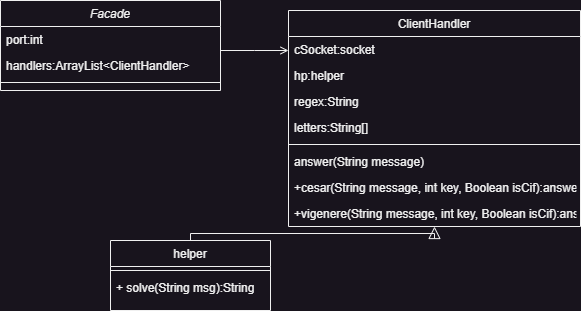 Facade
port:int
handlers:ArrayList<ClientHandler>
ClientHandler
cSocket:socket
hp:helper
regex:String
letters:String[]
answer(String message)
+cesar(String message, int key, Boolean isCif):answe
+vigenere(String message, int key, Boolean isCif):ans
helper
+ solve(String msg):String